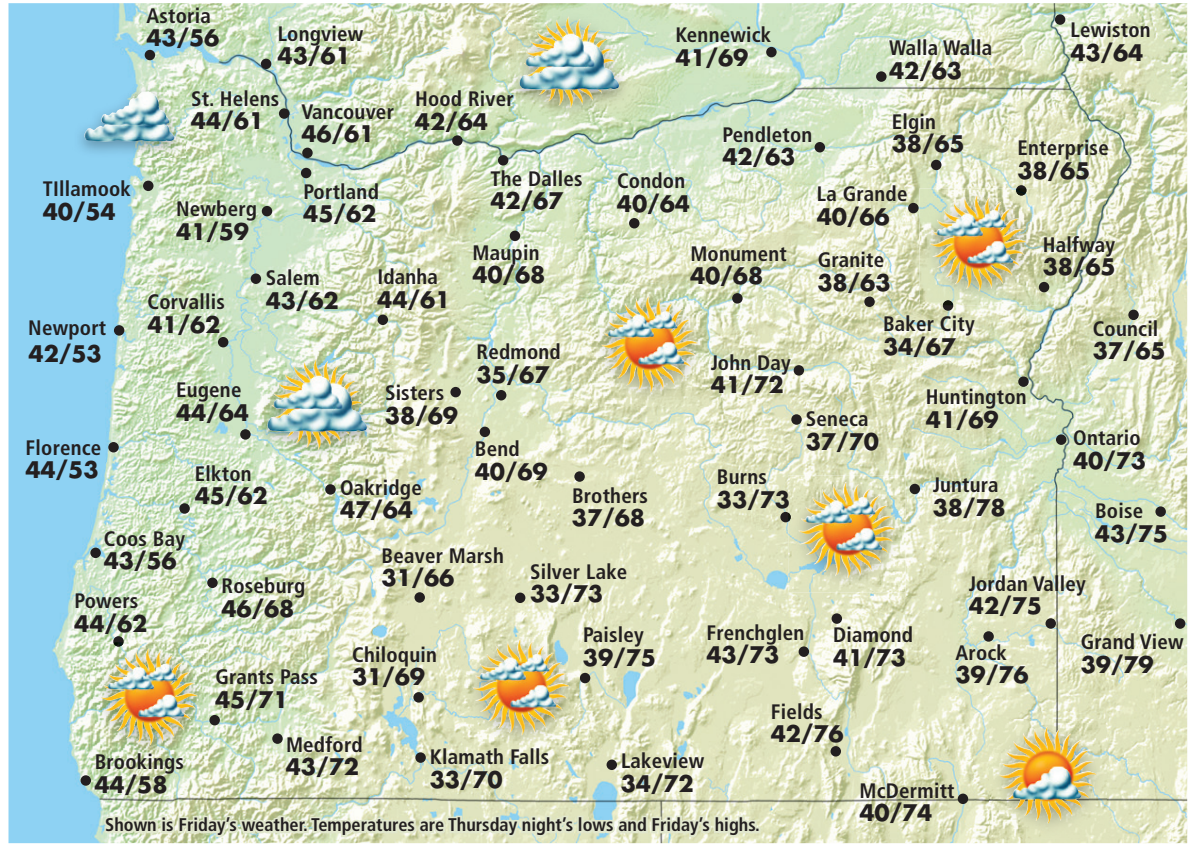 Astoria
43/56
Longview
43/61
Kennewick
41/69
Walla Walla
42/63
Lewiston
43/64
St. Helens
44/61
Vancouver
46/61
Hood River
42/64
Pendleton
42/63
Elgin
38/65
Enterprise
38/65
TIllamook
40/54
Newberg
41/59
Portland
45/62
The Dalles
42/67
Condon
40/64
La Grande
40/66
Maupin
40/68
Monument
40/68
Granite
38/63
Halfway
38/65
Salem
43/62
Idanha
44/61
Corvallis
41/62
Newport
42/53
Baker City
34/67
Council
37/65
Redmond
35/67
John Day
41/72
Eugene
44/64
Sisters
38/69
Huntington
41/69
Seneca
37/70
Florence
44/53
Bend
40/69
Ontario
40/73
Elkton
45/62
Oakridge
47/64
Brothers
37/68
Burns
33/73
Juntura
38/78
Boise
43/75
Coos Bay
43/56
Beaver Marsh
31/66
Silver Lake
33/73
Roseburg
46/68
Jordan Valley
42/75
Powers
44/62
Paisley
39/75
Frenchglen
43/73
Diamond
41/73
Arock
39/76
Grand View
39/79
Chiloquin
31/69
Grants Pass
45/71
Fields
42/76
Medford
43/72
Klamath Falls
33/70
Lakeview
34/72
Brookings
44/58
McDermitt
40/74
Shown is Friday's weather. Temperatures are Thursday night's lows and Friday's highs.